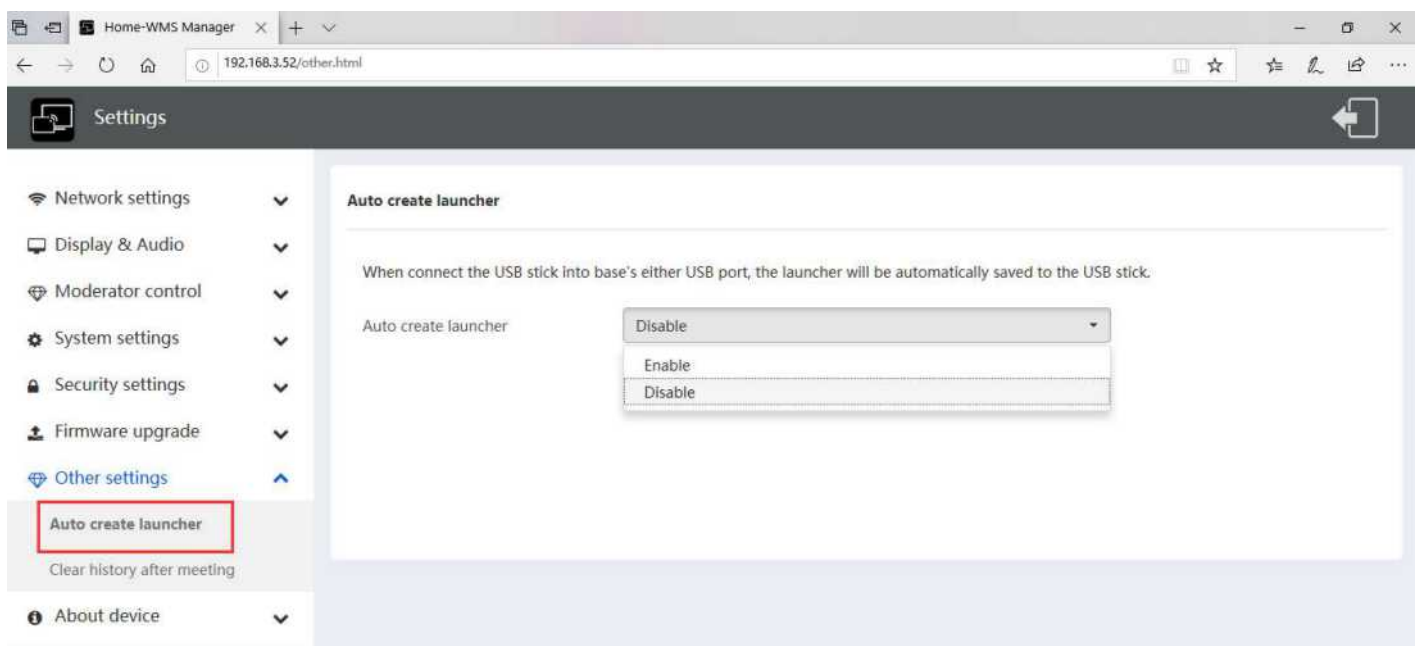 Home-WMS Manager
192.168.3.52/other.html
Settings
Network settings
Display & Audio
Moderator control
System settings
Security settings
Firmware upgrade
Other settings
Auto create launcher
Clear history after meeting
About device
Auto create launcher
When connect the USB stick into base's either USB port, the launcher will be automatically saved to the USB stick.
Auto create launcher
Disable
Enable
Disable